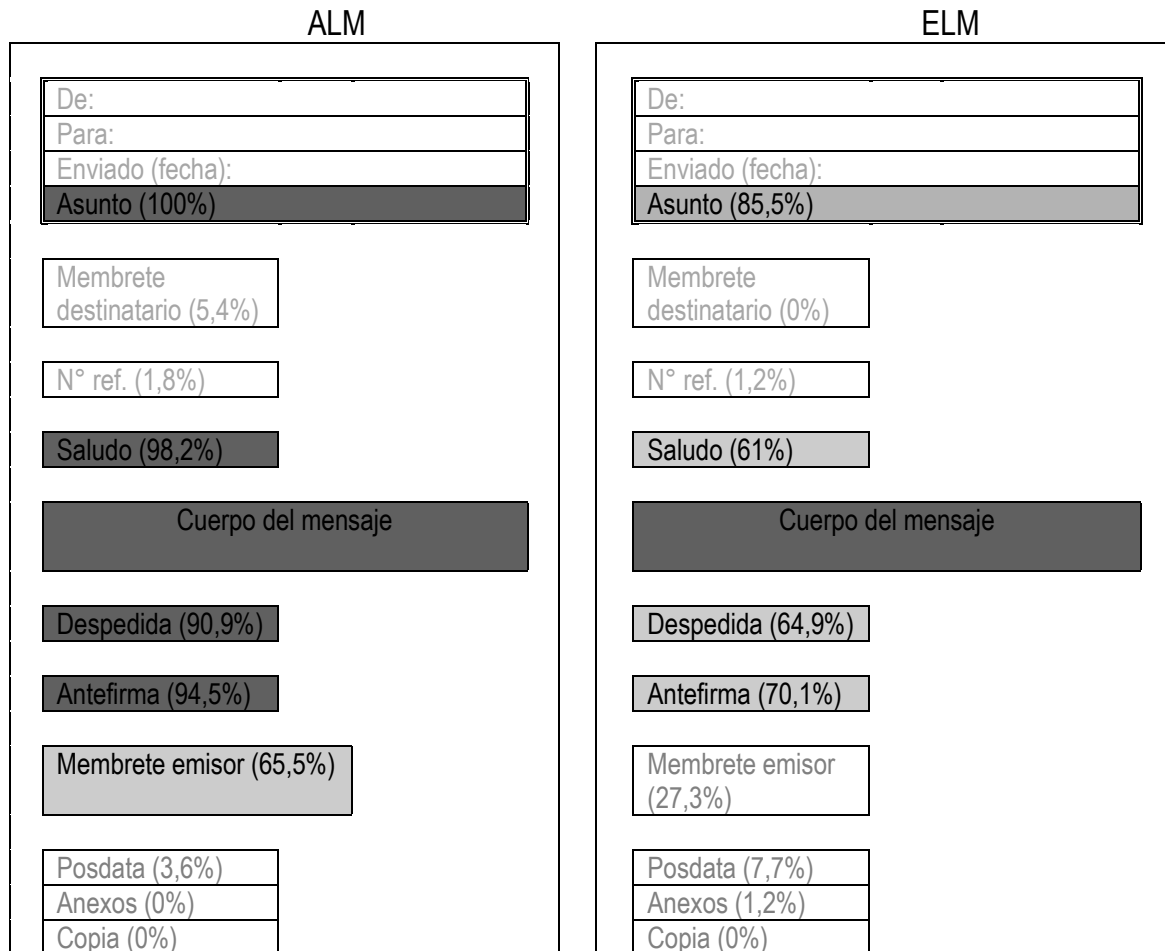 ALM
De:
Para:
Enviado (fecha):
Asunto (100%)
Membrete
destinatario (5,4%)
N° ref. (1,8%)
Saludo (98,2%)
Cuerpo del mensaje
Despedida (90,9%)
Antefirma (94,5%)
Membrete emisor (65,5%)
Posdata (3,6%)
Anexos (0%)
Copia (0%)
ELM
De:
Para:
Enviado (fecha):
Asunto (85,5%)
Membrete
destinatario (0%)
N° ref. (1,2%)
Saludo (61%)
Cuerpo del mensaje
Despedida (64,9%)
Antefirma (70,1%)
Membrete emisor
(27,3%)
Posdata (7,7%)
Anexos (1,2%)
Copia (0%)